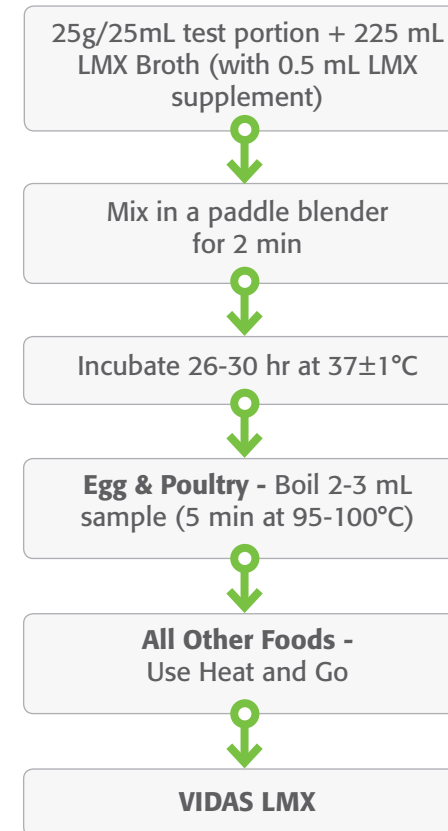 25g/25mL test portion + 225 mL
LMX Broth (with 0.5 mL LMX
supplement)
Mix in a paddle blender
for 2 min
Incubate 26-30 hr at 37±1°C
Egg & Poultry - Boil 2-3 mL
sample (5 min at 95-100°C)
All Other Foods -
Use Heat and Go
VIDAS LMX